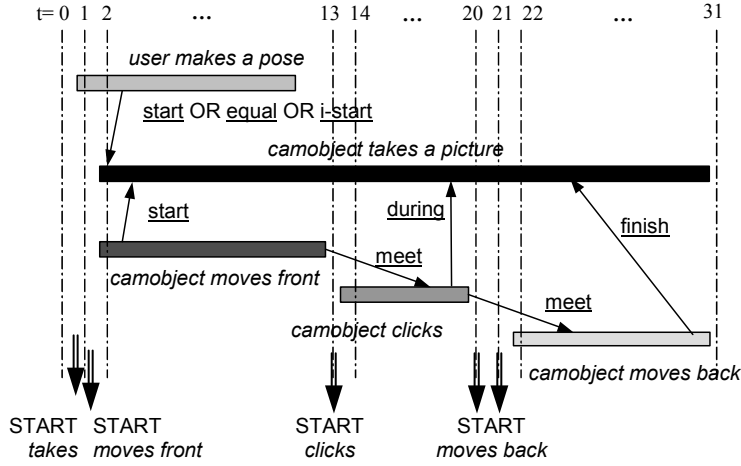 t= 0 1 2 ... 13 14 ... 20 21 22 ... 31
user makes a pose
start OR equal OR i-start
camobject takes a picture
start
during
finish
meet
camobject moves front
meet
camobject clicks
camobject moves back
START START START START
takes moves front clicks moves back